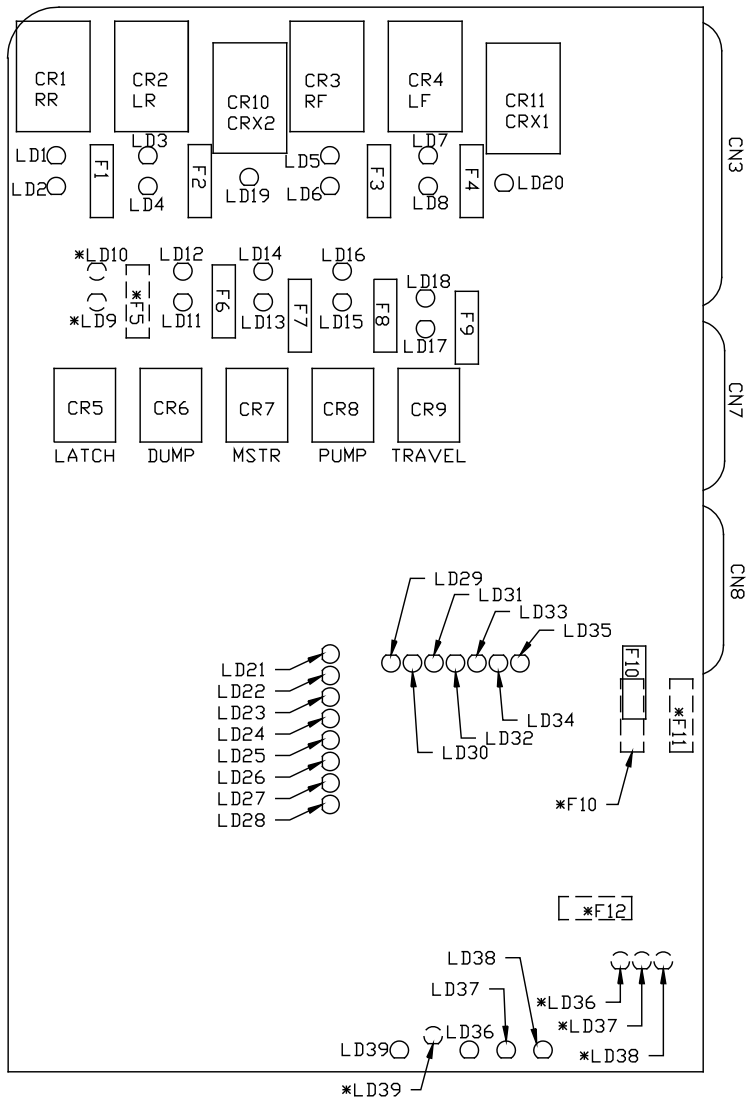 CR1
RR
CR2
LR
CR10
CRX2
CR3
RF
CR4
LF
CR11
CRX1
CN3
LD1
LD2
F1
LD3
LD4
F2
LD19
LD5
LD6
F3
LD7
LD8
F4
LD20
*LD10
*LD9
*F5
LD12
LD11
F6
LD14
LD13
F7
LD16
LD15
F8
LD18
LD17
F9
CN7
CR5
LATCH
CR6
DUMP
CR7
MSTR
CR8
PUMP
CR9
TRAVEL
CN8
LD29
LD31
LD33
LD35
LD34
LD32
LD30
LD21
LD22
LD23
LD24
LD25
LD26
LD27
LD28
F10
*F11
*F10
*F12
LD38
LD37
LD36
LD39
*LD39
*LD36
*LD37
*LD38